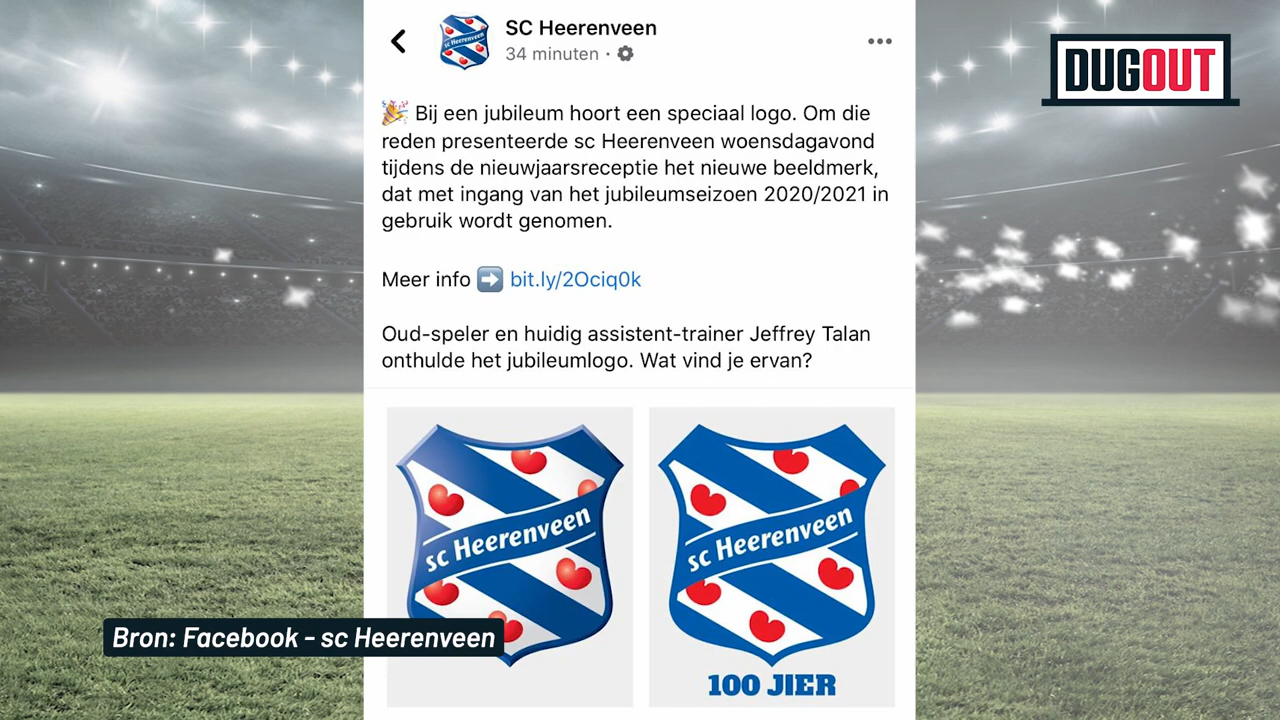 SC Heerenveen
34 minuten ·
DUGOUT
🎉 Bij een jubileum hoort een speciaal logo. Om die
reden presenteerde sc Heerenveen woensdagavond
tijdens de nieuwjaarsreceptie het nieuwe beeldmerk,
dat met ingang van het jubileumseizoen 2020/2021 in
gebruik wordt genomen.
Meer info ➡️ bit.ly/2Ociq0k
Oud-speler en huidig assistent-trainer Jeffrey Talan
onthulde het jubileumlogo. Wat vind je ervan?
sc Heerenveen
sc Heerenveen
100 JIER
Bron: Facebook - sc Heerenveen